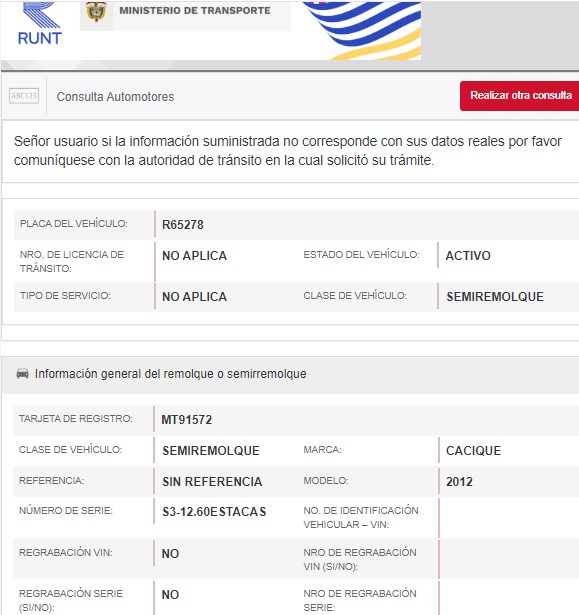 RUNT
MINISTERIO DE TRANSPORTE
ABC123
Consulta Automotores
Realizar otra consulta
Señor usuario si la información suministrada no corresponde con sus datos reales por favor
comuníquese con la autoridad de tránsito en la cual solicitó su trámite.
PLACA DEL VEHÍCULO: R65278
NRO. DE LICENCIA DE
TRÁNSITO: NO APLICA ESTADO DEL VEHÍCULO: ACTIVO
TIPO DE SERVICIO: NO APLICA CLASE DE VEHÍCULO: SEMIREMOLQUE
Información general del remolque o semirremolque
TARJETA DE REGISTRO: MT91572
CLASE DE VEHÍCULO: SEMIREMOLQUE MARCA: CACIQUE
REFERENCIA: SIN REFERENCIA MODELO: 2012
NÚMERO DE SERIE: S3-12.60ESTACAS NO. DE IDENTIFICACIÓN
VEHICULAR – VIN:
REGRABACIÓN VIN: NO NRO DE REGRABACIÓN
VIN (SI/NO):
REGRABACIÓN SERIE
(SI/NO): NO NRO DE REGRABACIÓN
SERIE: